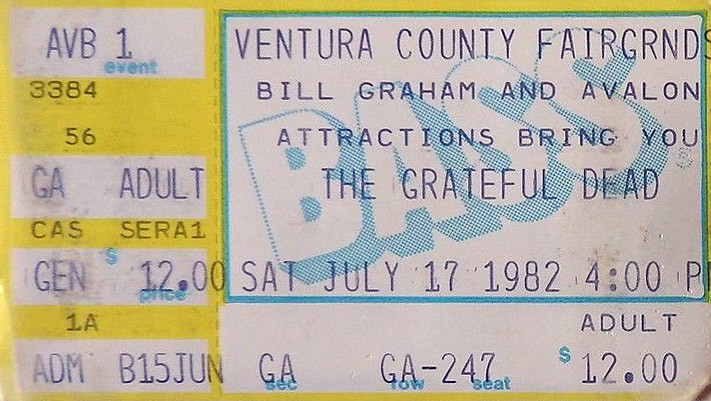 AVB 1
event
3384
56
GA ADULT
CAS SERA1
$
GEN 12.00
price
1A
ADM B15JUN
VENTURA COUNTY FAIRGRNDS
BILL GRAHAM AND AVALON
ATTRACTIONS BRING YOU
THE GRATEFUL DEAD
BASS
SAT JULY 17 1982 4:00 P
ADULT
GA GA-247 $12.00
sec row seat